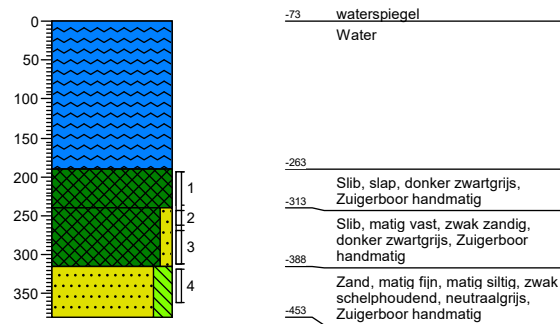 0
50
100
150
200
250
300
350
1
2
3
4
-73 waterspiegel
Water
-263
Slib, slap, donker zwartgrijs,
Zuigerboor handmatig
-313
Slib, matig vast, zwak zandig,
donker zwartgrijs, Zuigerboor
handmatig
-388
Zand, matig fijn, matig siltig, zwak
schelphoudend, neutraalgrijs,
Zuigerboor handmatig
-453